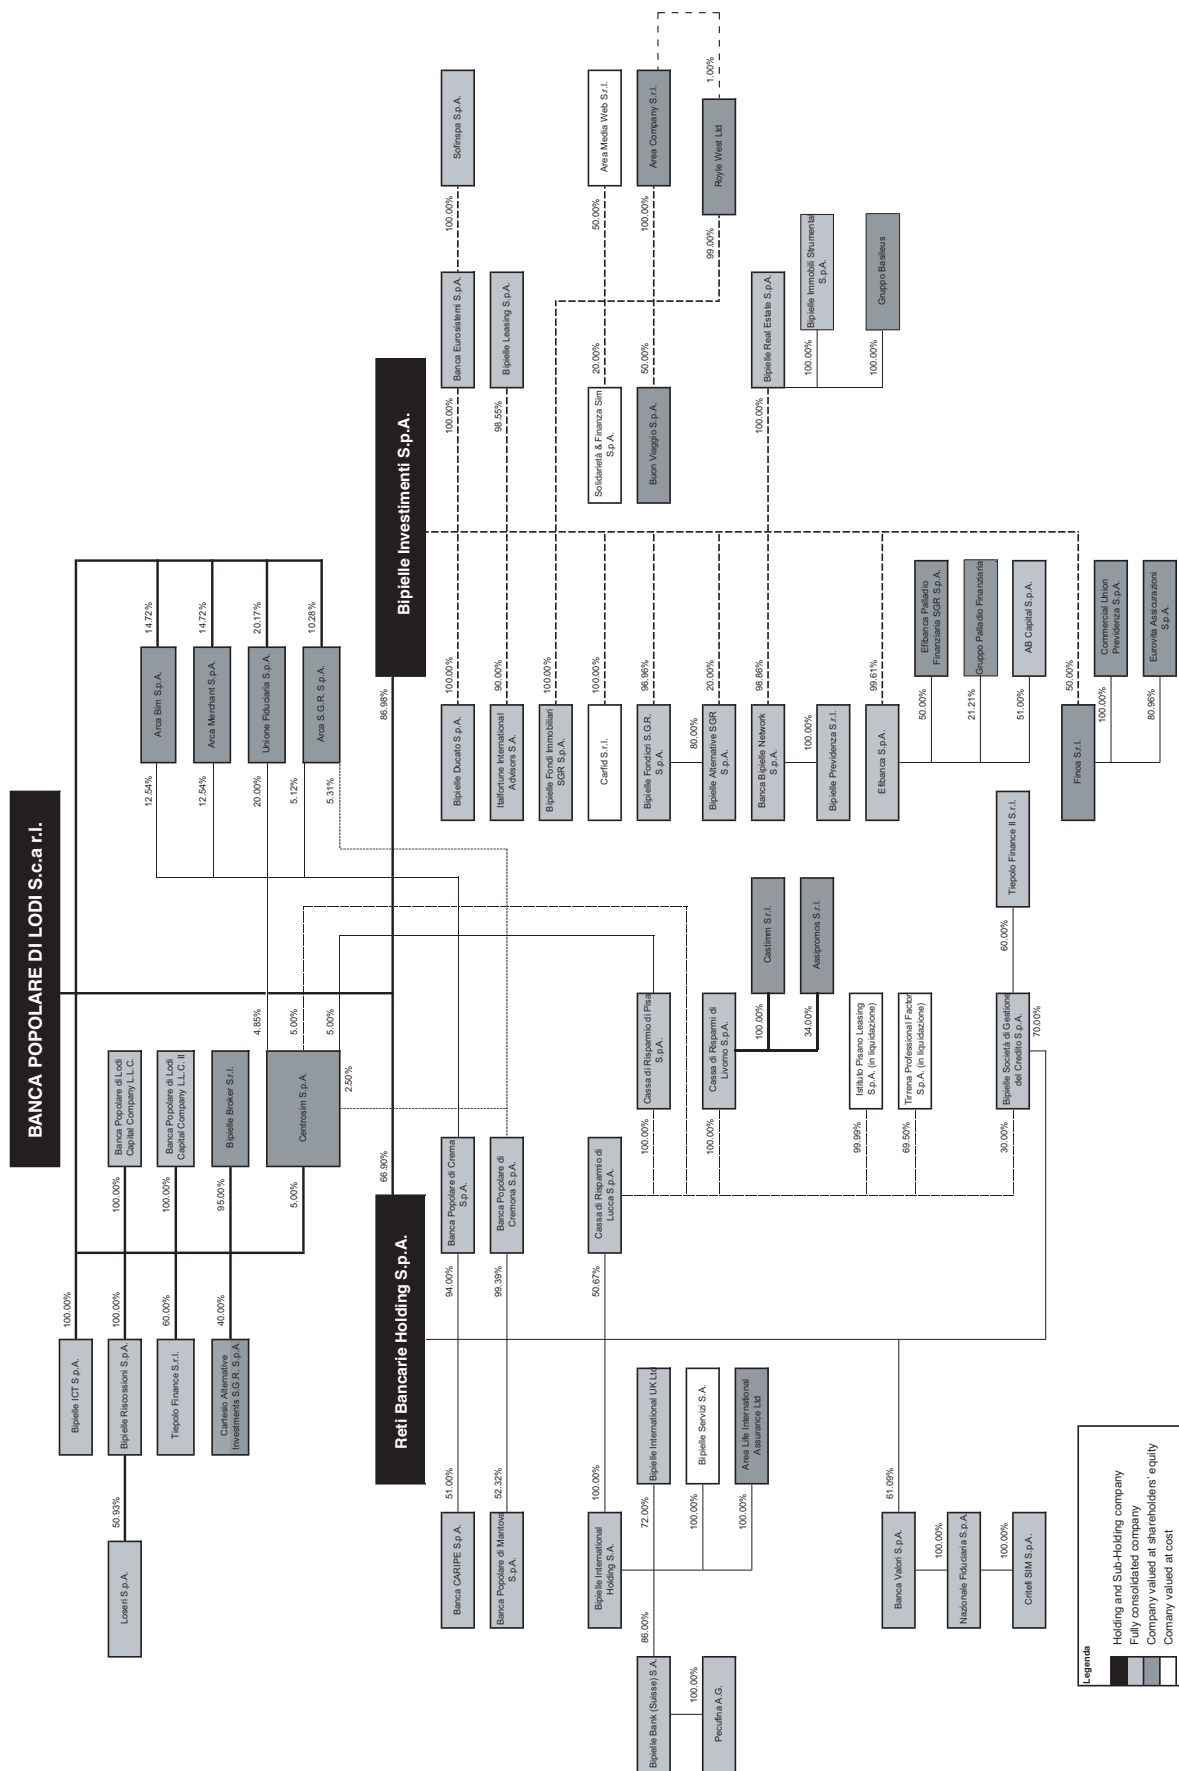 BANCA POPOLARE DI LODI S.c.a r.l.
Bipielle ICT S.p.A.
100.00%
Loseri S.p.A.
50.93%
Bipielle Riscossioni S.p.A.
100.00%
100.00%
Banca Popolare di Lodi
Capital Company L.L.C.
Tiepolo Finance S.r.l.
60.00%
100.00%
Banca Popolare di Lodi
Capital Company L.L.C. II
Cartesio Alternative
Investments S.G.R. S.p.A.
40.00%
95.00%
Bipielle Broker S.r.l.
5.00%
Centrosim S.p.A.
4.85%
5.00%
5.00%
2.50%
12.54%
Arca Bim S.p.A.
14.72%
12.54%
Arca Merchant S.p.A.
14.72%
20.00%
Unione Fiduciaria S.p.A.
20.17%
5.12%
5.31%
Arca S.G.R. S.p.A.
10.28%
66.90%
86.98%
Reti Bancarie Holding S.p.A.
Bipielle Investimenti S.p.A.
Banca CARIPE S.p.A.
51.00%
94.00%
Banca Popolare di Crema
S.p.A.
Banca Popolare di Mantova
S.p.A.
52.32%
99.39%
Banca Popolare di
Cremona S.p.A.
Bipielle International
Holding S.A.
100.00%
50.67%
Cassa di Risparmio di
Lucca S.p.A.
Bipielle Bank (Suisse) S.A.
86.00%
72.00%
Bipielle International UK Ltd
100.00%
Cassa di Risparmio di Pisa
S.p.A.
100.00%
Pecufina A.G.
100.00%
Bipielle Servizi S.A.
100.00%
Area Life International
Assurance Ltd
100.00%
Cassa di Risparmi di
Livorno S.p.A.
100.00%
Castimm S.r.l.
34.00%
Assipromos S.r.l.
99.99%
Istituto Pisano Leasing
S.p.A. (in liquidazione)
69.50%
Tirrena Professional Factor
S.p.A. (in liquidazione)
30.00%
Bipielle Società di Gestione
del Credito S.p.A.
70.00%
60.00%
Tiepolo Finance II S.r.l.
Banca Valori S.p.A.
61.09%
100.00%
Nazionale Fiduciaria S.p.A.
100.00%
Critefi SIM S.p.A.
Bipielle Ducato S.p.A.
100.00%
100.00%
Banca Eurosistemi S.p.A.
100.00%
Sofinspa S.p.A.
Italfortune International
Advisors S.A.
90.00%
98.55%
Bipielle Leasing S.p.A.
Bipielle Fondi Immobiliari
SGR S.p.A.
100.00%
Carfid S.r.l.
100.00%
Solidarietà & Finanza Sim
S.p.A.
20.00%
50.00%
Area Media Web S.r.l.
Bipielle Fondicri S.G.R.
S.p.A.
96.96%
80.00%
Buon Viaggio S.p.A.
50.00%
100.00%
Area Company S.r.l.
99.00%
Royle West Ltd
1.00%
Bipielle Alternative SGR
S.p.A.
20.00%
Banca Bipielle Network
S.p.A.
98.86%
100.00%
Bipielle Previdenza S.r.l.
100.00%
Bipielle Real Estate S.p.A.
100.00%
Bipielle Immobili Strumentali
S.p.A.
100.00%
Gruppo Basileus
Efibanca S.p.A.
99.61%
50.00%
Efibanca Palladio
Finanziaria SGR S.p.A.
21.21%
Gruppo Palladio Finanziaria
51.00%
AB Capital S.p.A.
Finoa S.r.l.
50.00%
100.00%
Commercial Union
Previdenza S.p.A.
80.96%
Eurovita Assicurazioni
S.p.A.
Legenda
Holding and Sub-Holding company
Fully consolidated company
Company valued at shareholders' equity
Comany valued at cost